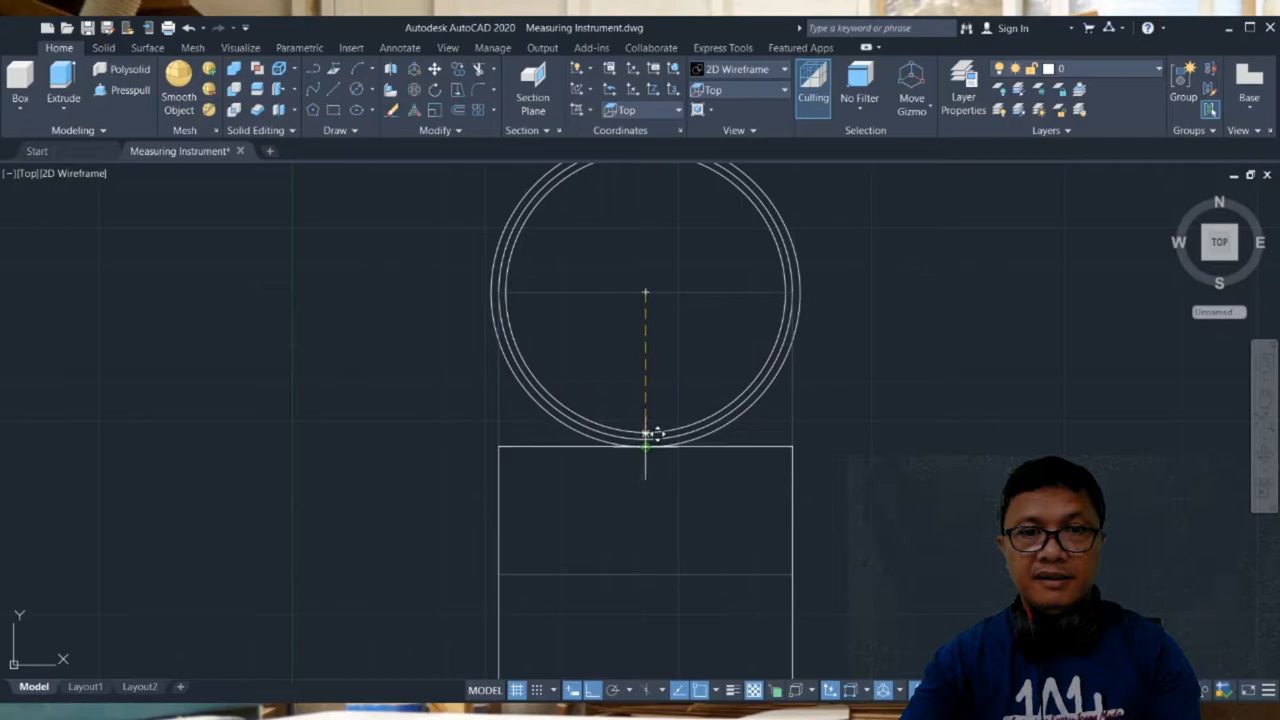 Autodesk AutoCAD 2020 Measuring Instrument.dwg
Type a keyword or phrase
Sign In
Home Solid Surface Mesh Visualize Parametric Insert Annotate View Manage Output Add-ins Collaborate Express Tools Featured Apps
Box
Extrude
Polysolid
Presspull
Smooth Object
Section Plane
2D Wireframe
Top
Top
Culling
No Filter
Move Gizmo
Layer Properties
0
Group
Base
Modeling Mesh Solid Editing Draw Modify Section Coordinates View Selection Layers Groups View
Start Measuring Instrument*
[−][Top][2D Wireframe]
N
W TOP E
S
Unnamed
Y
X
Model Layout1 Layout2
MODEL